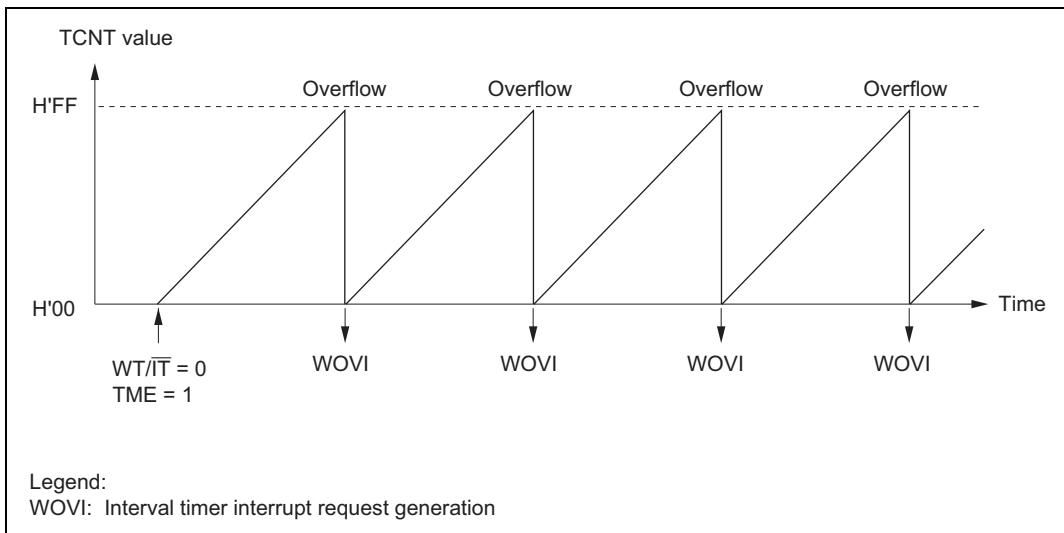 TCNT value
Overflow Overflow Overflow Overflow
H'FF
H'00
Time
WT/I̅T̅ = 0
TME = 1
WOVI WOVI WOVI WOVI
Legend:
WOVI: Interval timer interrupt request generation